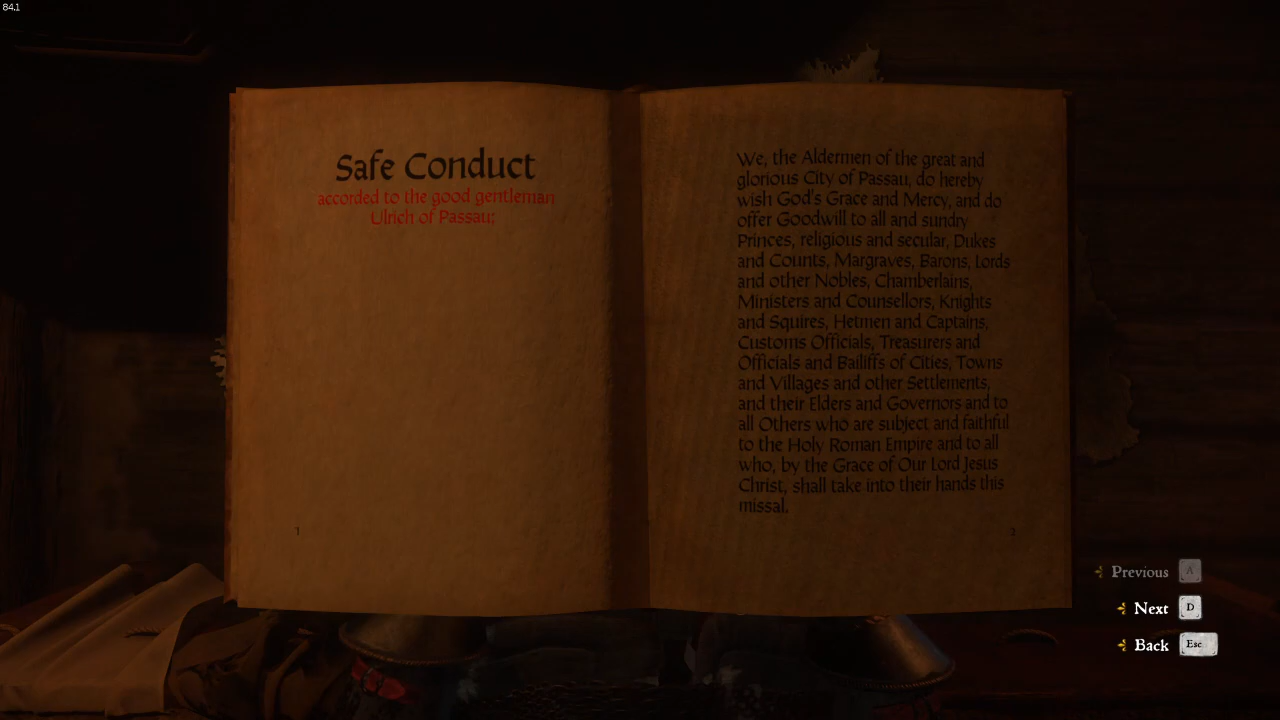 84.1
Safe Conduct
accorded to the good gentleman
Ulrich of Passau;
1
We, the Aldermen of the great and
glorious City of Passau, do hereby
wish God's Grace and Mercy, and do
offer Goodwill to all and sundry
Princes, religious and secular, Dukes
and Counts, Margraves, Barons, Lords
and other Nobles, Chamberlains,
Ministers and Counsellors, Knights
and Squires, Hetmen and Captains,
Customs Officials, Treasurers and
Officials and Bailiffs of Cities, Towns
and Villages and other Settlements,
and their Elders and Governors and to
all Others who are subject and faithful
to the Holy Roman Empire and to all
who, by the Grace of Our Lord Jesus
Christ, shall take into their hands this
missal.
2
Previous A
Next D
Back Esc